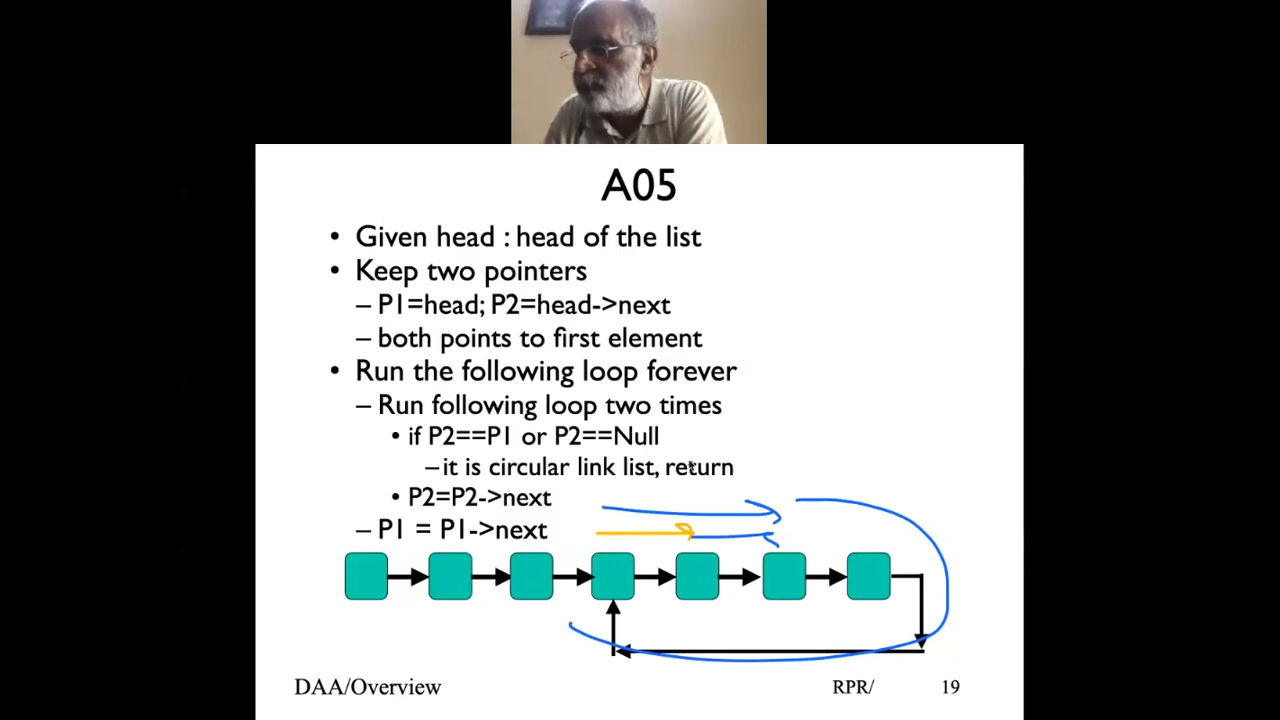 A05
• Given head : head of the list
• Keep two pointers
– P1=head; P2=head->next
– both points to first element
• Run the following loop forever
– Run following loop two times
• if P2==P1 or P2==Null
– it is circular link list, return
• P2=P2->next
– P1 = P1->next
DAA/Overview RPR/ 19